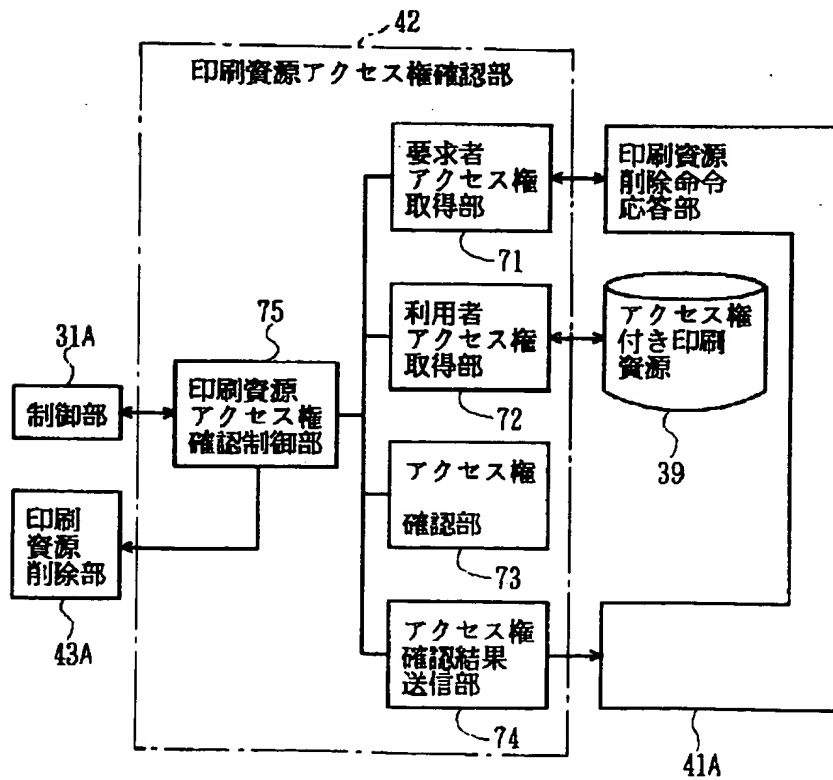 42
印刷資源アクセス権確認部
要求者
アクセス権
取得部
71
印刷資源
削除命令
応答部
75
31A
制御部
印刷資源
アクセス権
確認制御部
利用者
アクセス権
取得部
72
アクセス権
付き印刷
資源
39
印刷
資源
削除部
43A
アクセス権
確認部
73
アクセス権
確認結果
送信部
74
41A